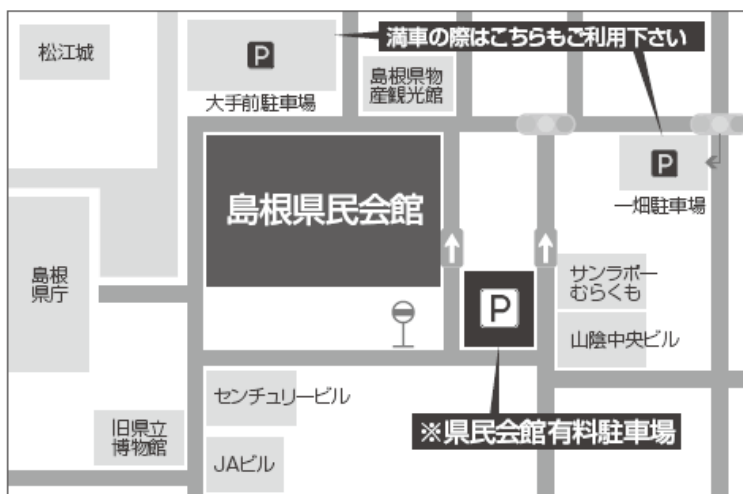 松江城
P
満車の際はこちらもご利用下さい
島根県物
産観光館
大手前駐車場
P
一畑駐車場
島根県民会館
島根
県庁
P
サンラポー
むらくも
山陰中央ビル
センチュリービル
※県民会館有料駐車場
旧県立
博物館
JAビル